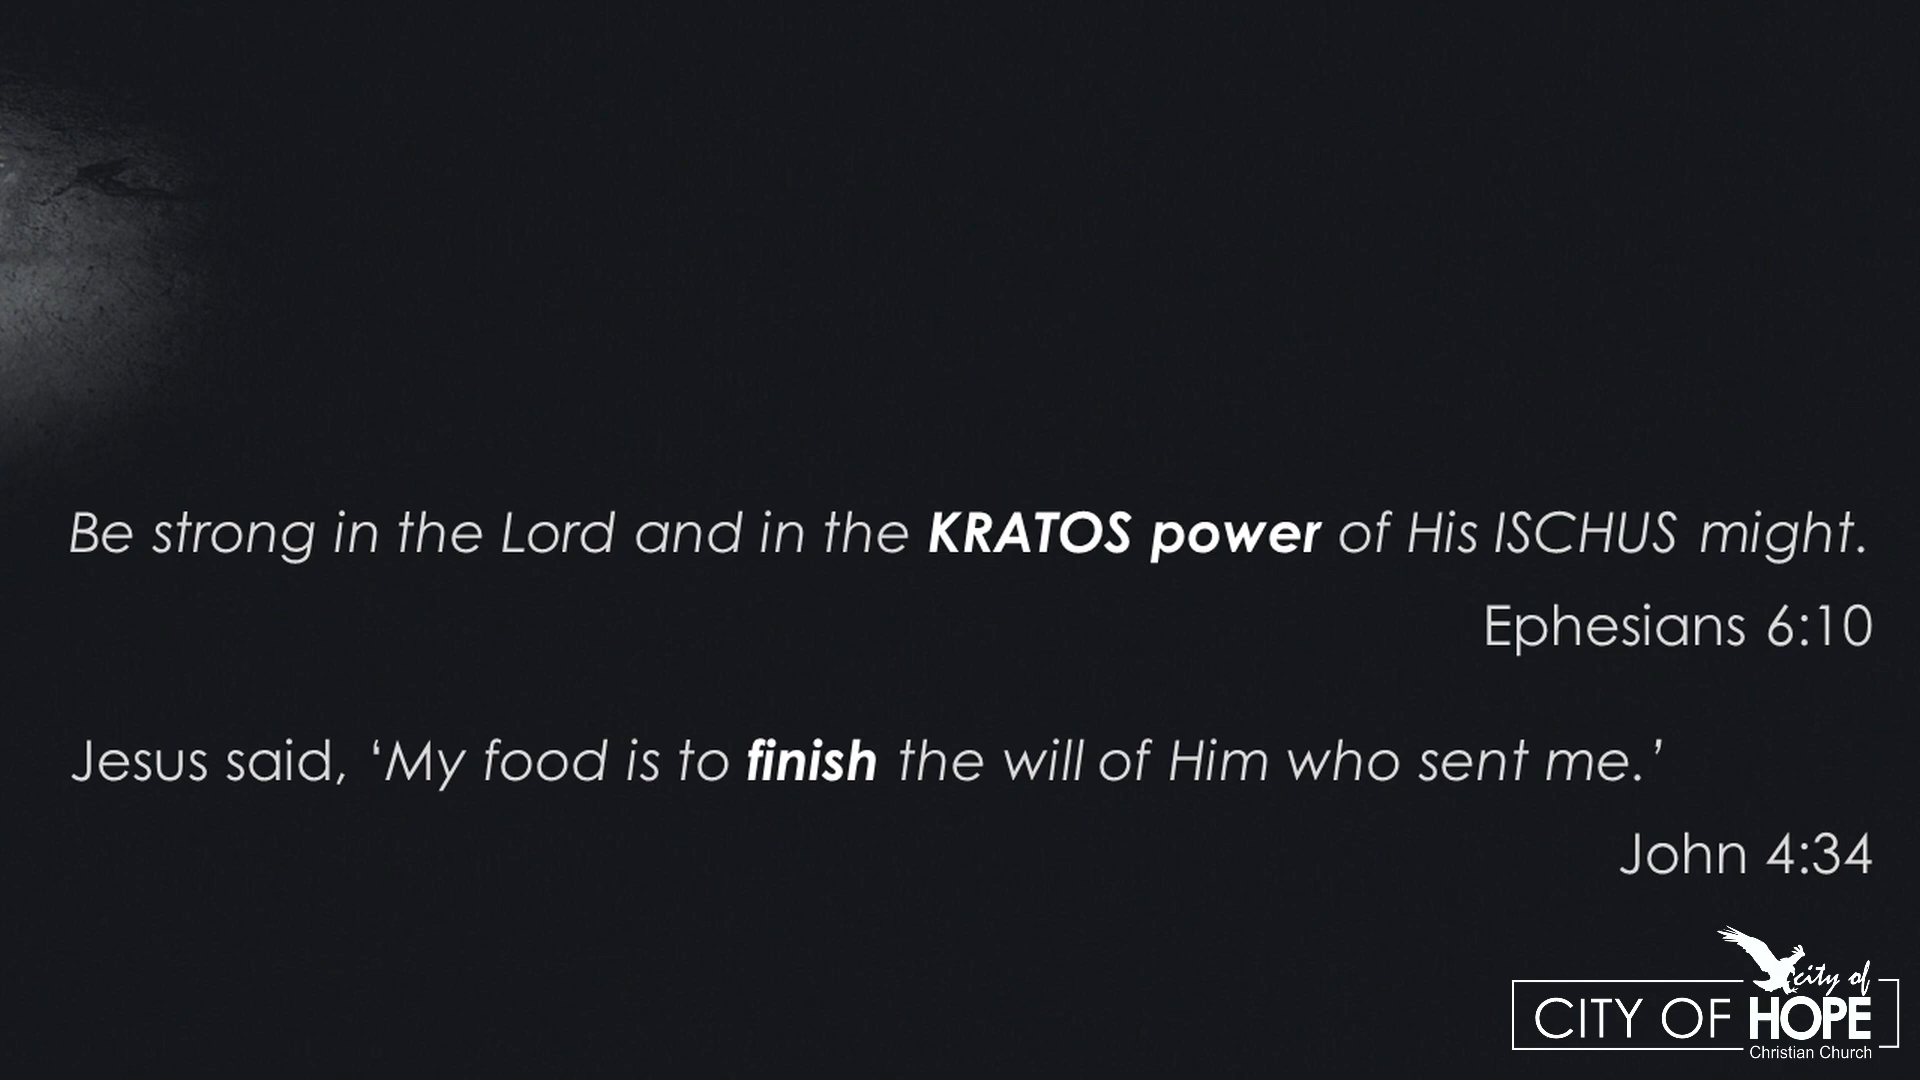 Be strong in the Lord and in the KRATOS power of His ISCHUS might.
Ephesians 6:10
Jesus said, ‘My food is to finish the will of Him who sent me.’
John 4:34
city of
CITY OF HOPE
Christian Church